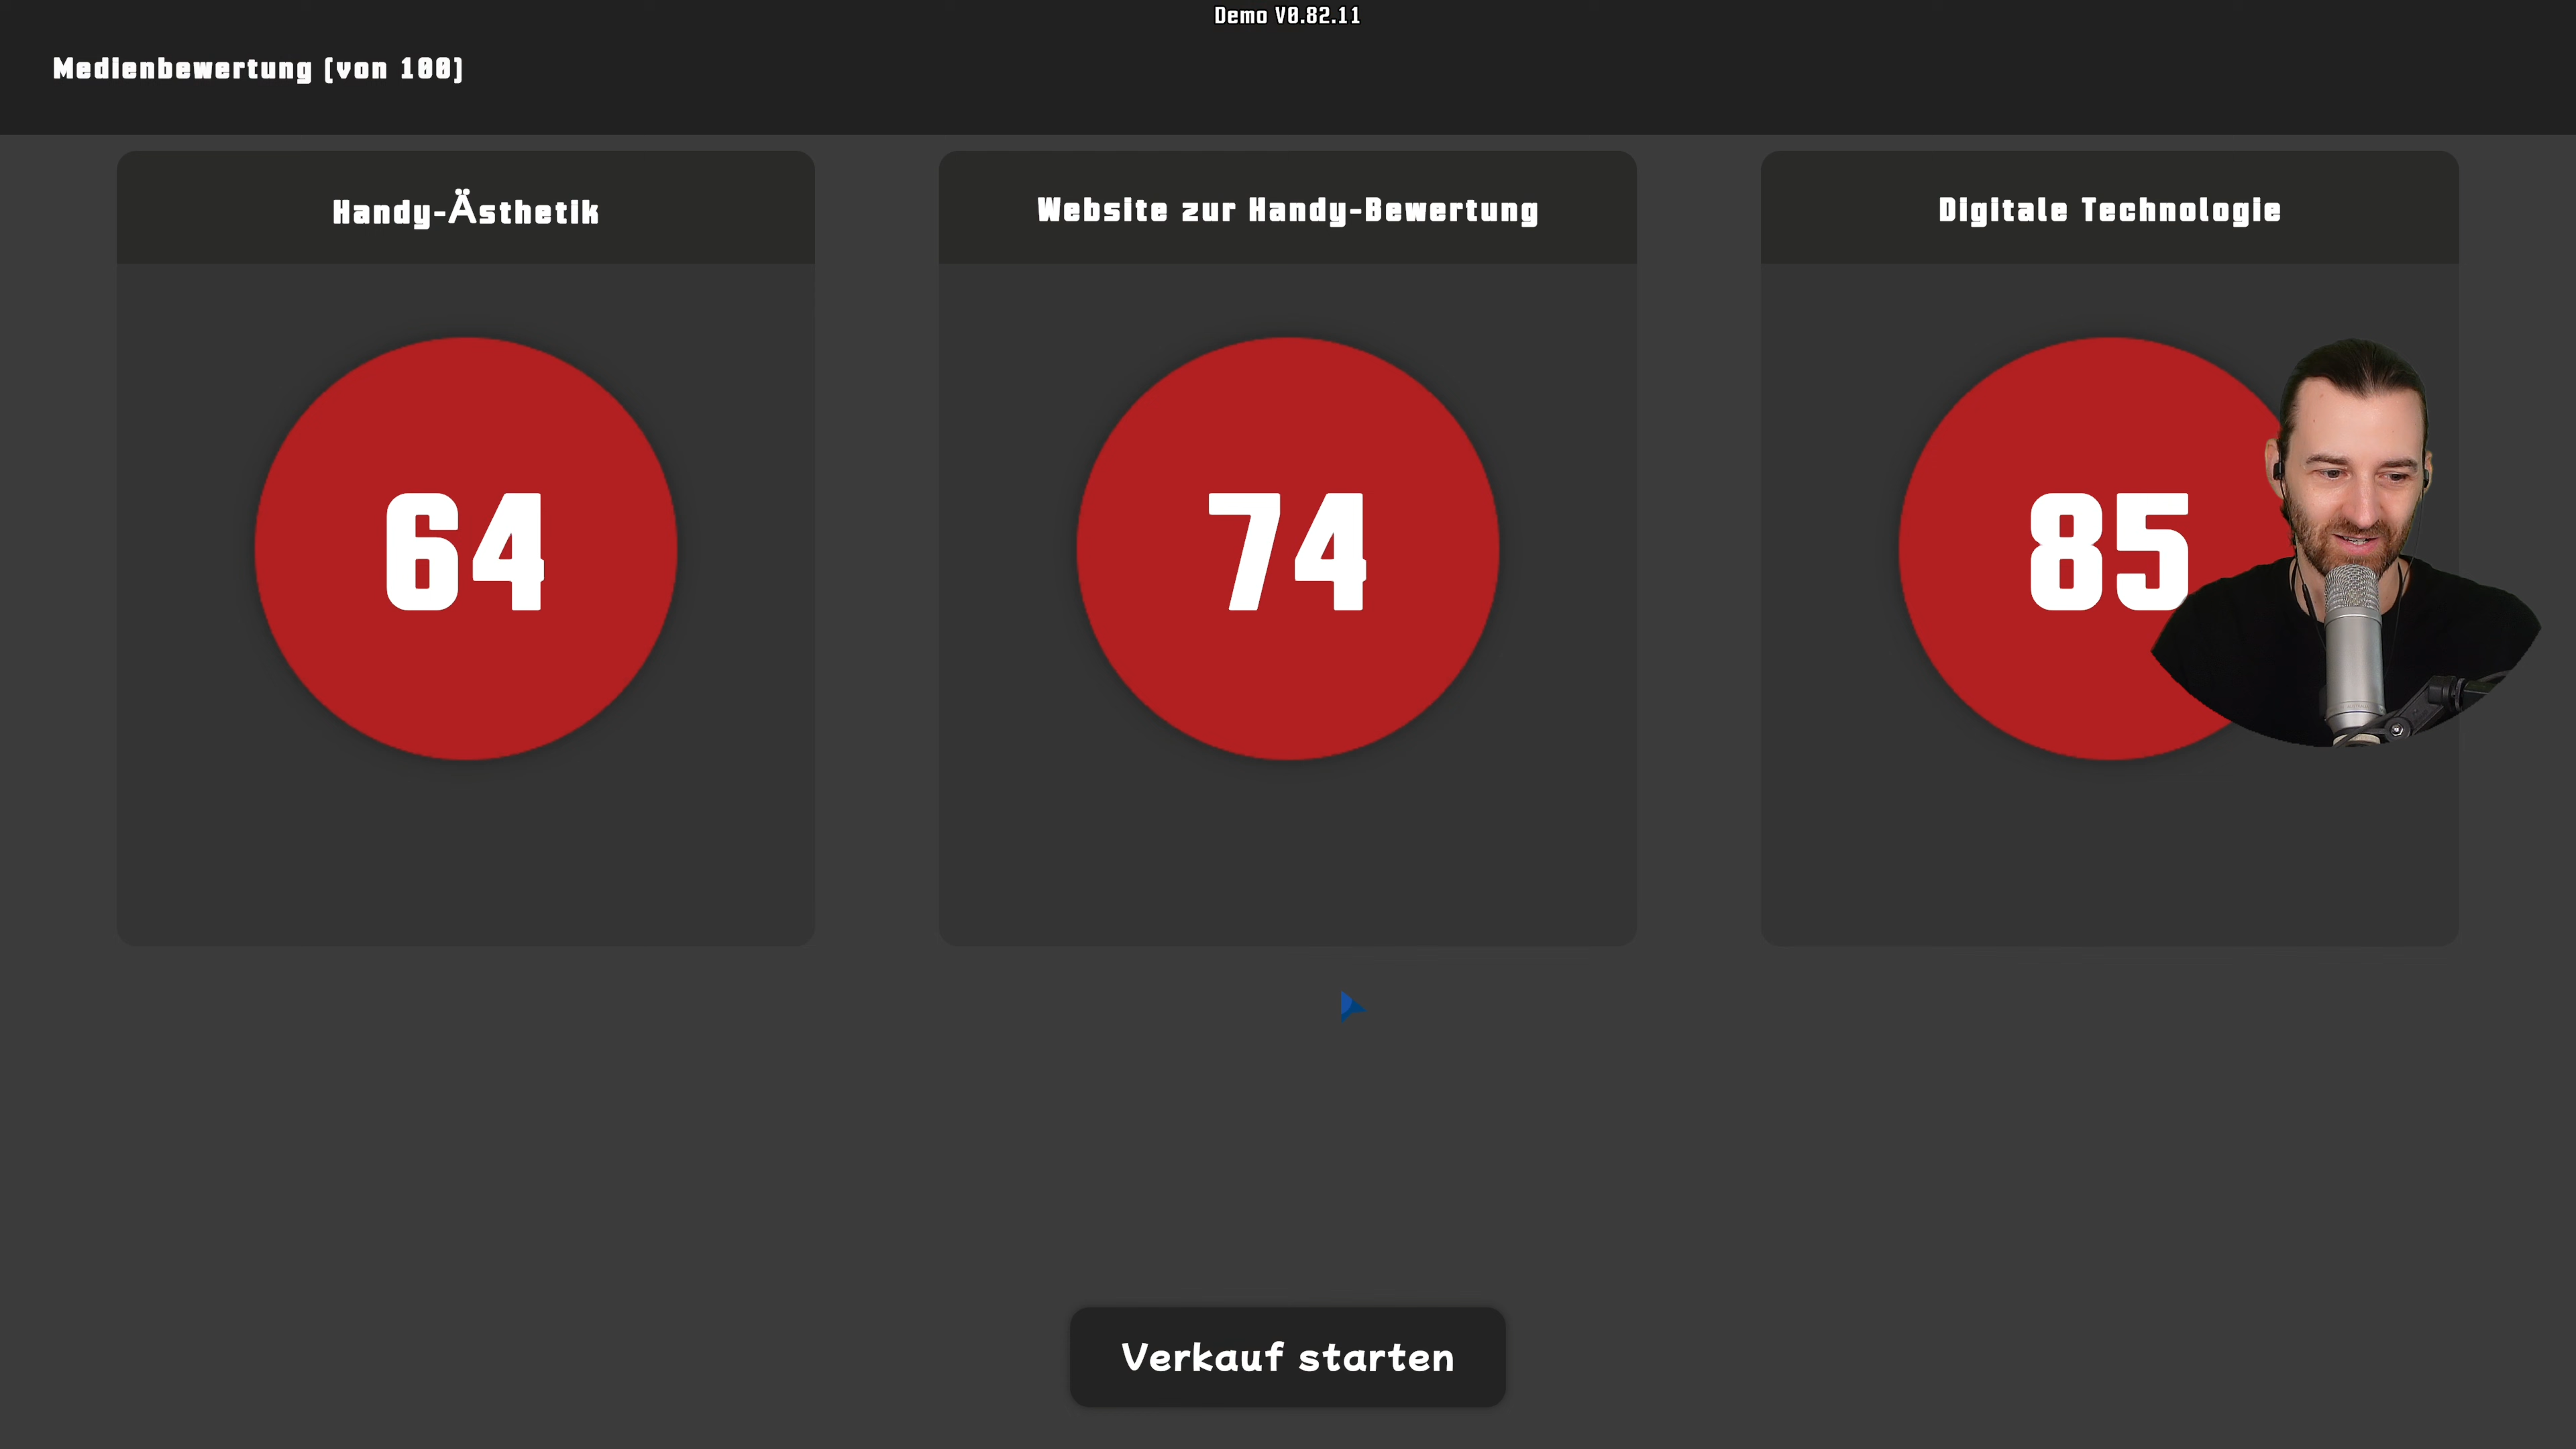 Demo V0.82.11
Medienbewertung (von 100)
Handy-Ästhetik
Website zur Handy-Bewertung
Digitale Technologie
64
74
85
Verkauf starten